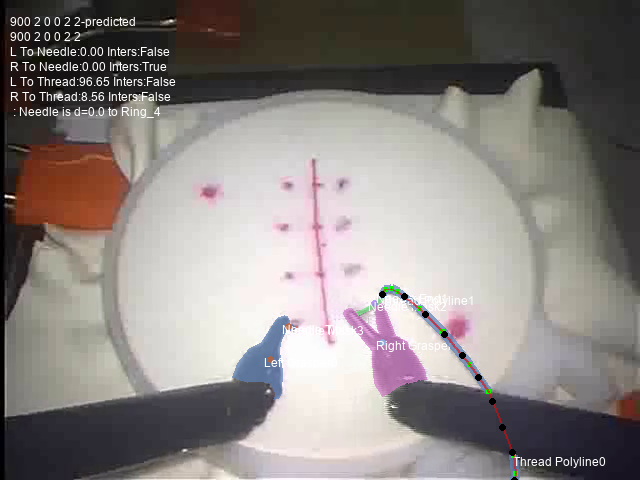 900 2 0 0 2 2-predicted
900 2 0 0 2 2
L To Needle:0.00 Inters:False
R To Needle:0.00 Inters:True
L To Thread:96.65 Inters:False
R To Thread:8.56 Inters:False
: Needle is d=0.0 to Ring_4
Right Grasper
Thread Polyline0